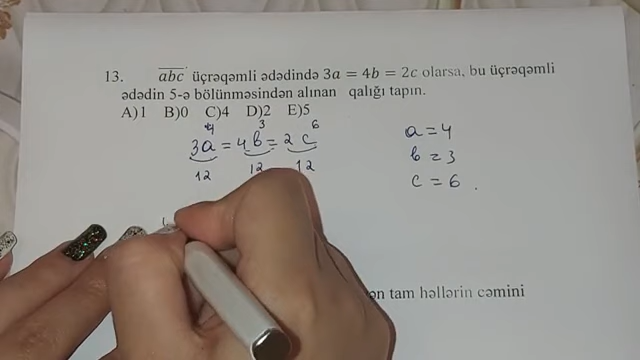 13. abc üçrəqəmli ədədində 3a = 4b = 2c olarsa, bu üçrəqəmli
ədədin 5-ə bölünməsindən alınan qalığı tapın.
A)1 B)0 C)4 D)2 E)5
4 3 6
3a = 4b = 2c
12 12 12
a = 4
b = 3
c = 6.
tam həllərin cəmini